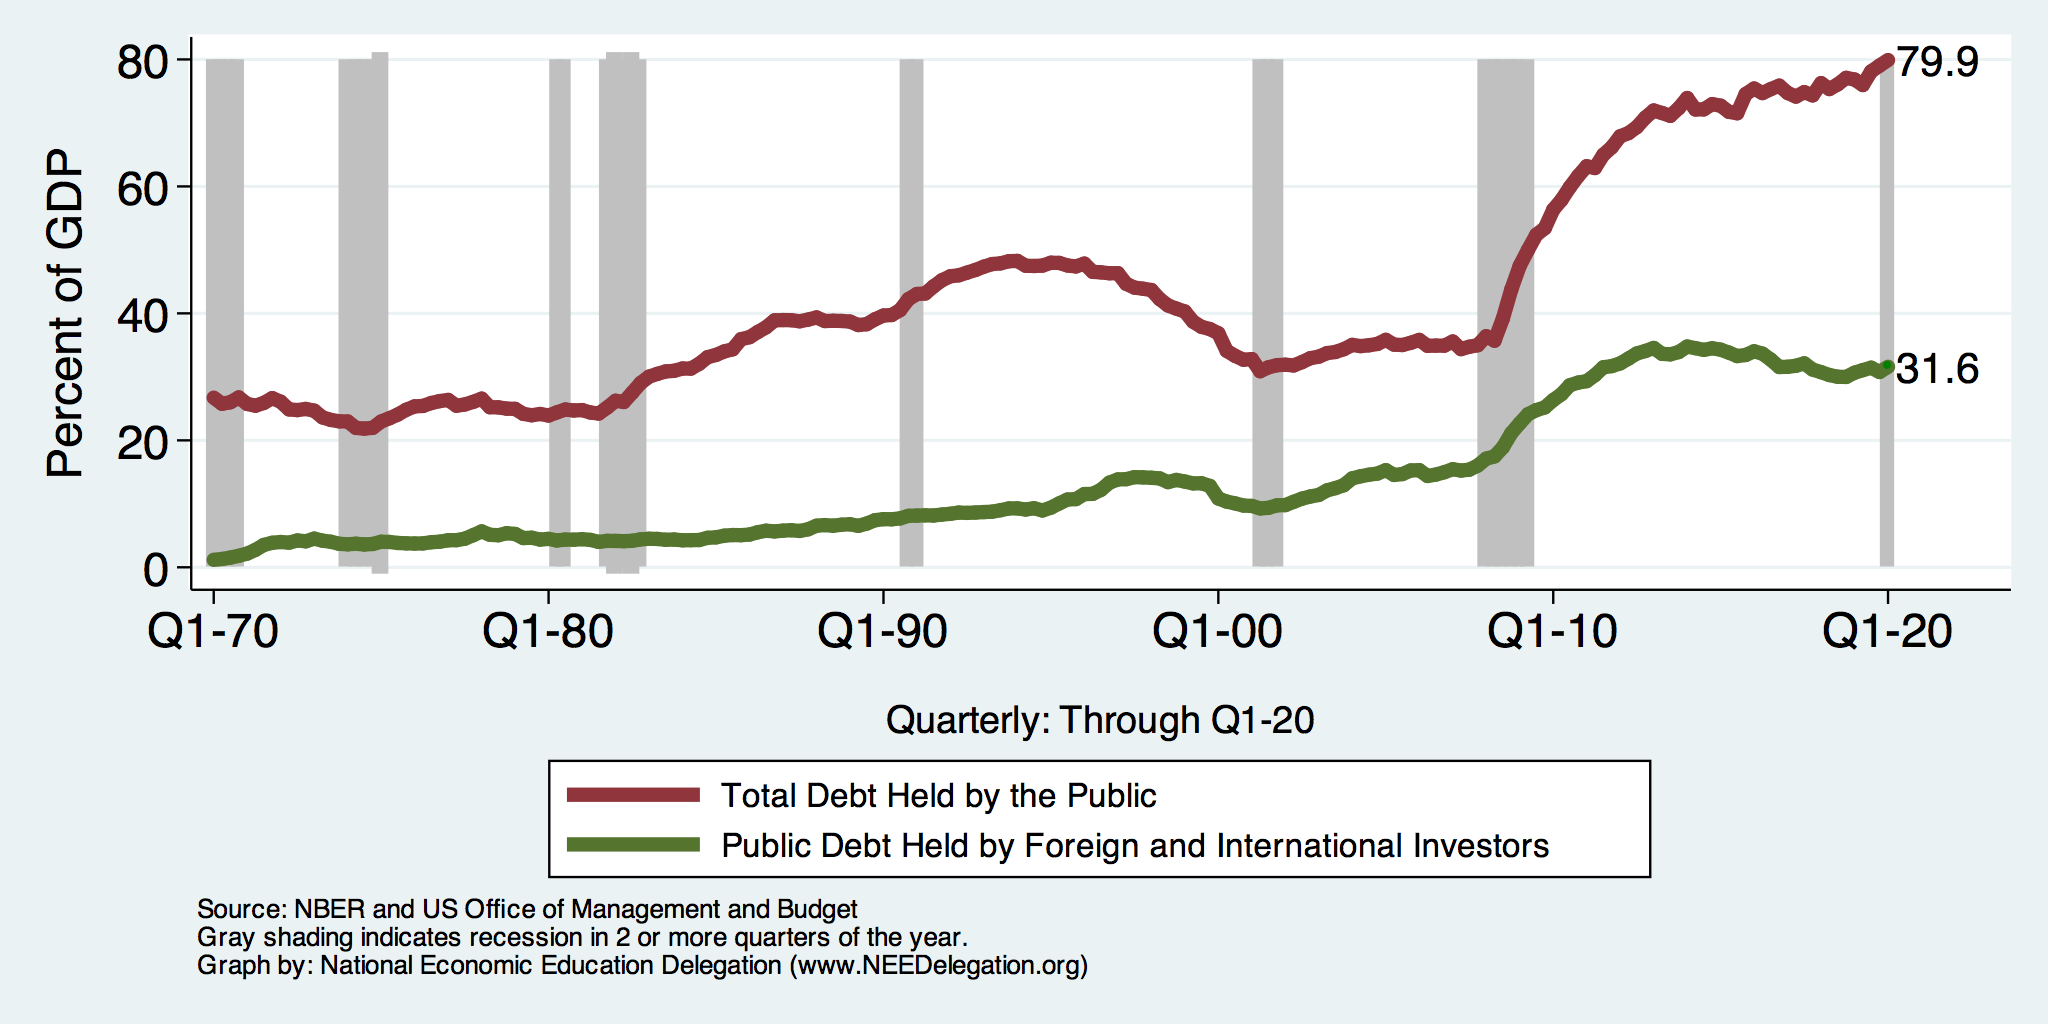 80
60
40
20
0
Percent of GDP
79.9
31.6
Q1-70
Q1-80
Q1-90
Q1-00
Q1-10
Q1-20
Quarterly: Through Q1-20
Total Debt Held by the Public
Public Debt Held by Foreign and International Investors
Source: NBER and US Office of Management and Budget
Gray shading indicates recession in 2 or more quarters of the year.
Graph by: National Economic Education Delegation (www.NEEDelegation.org)